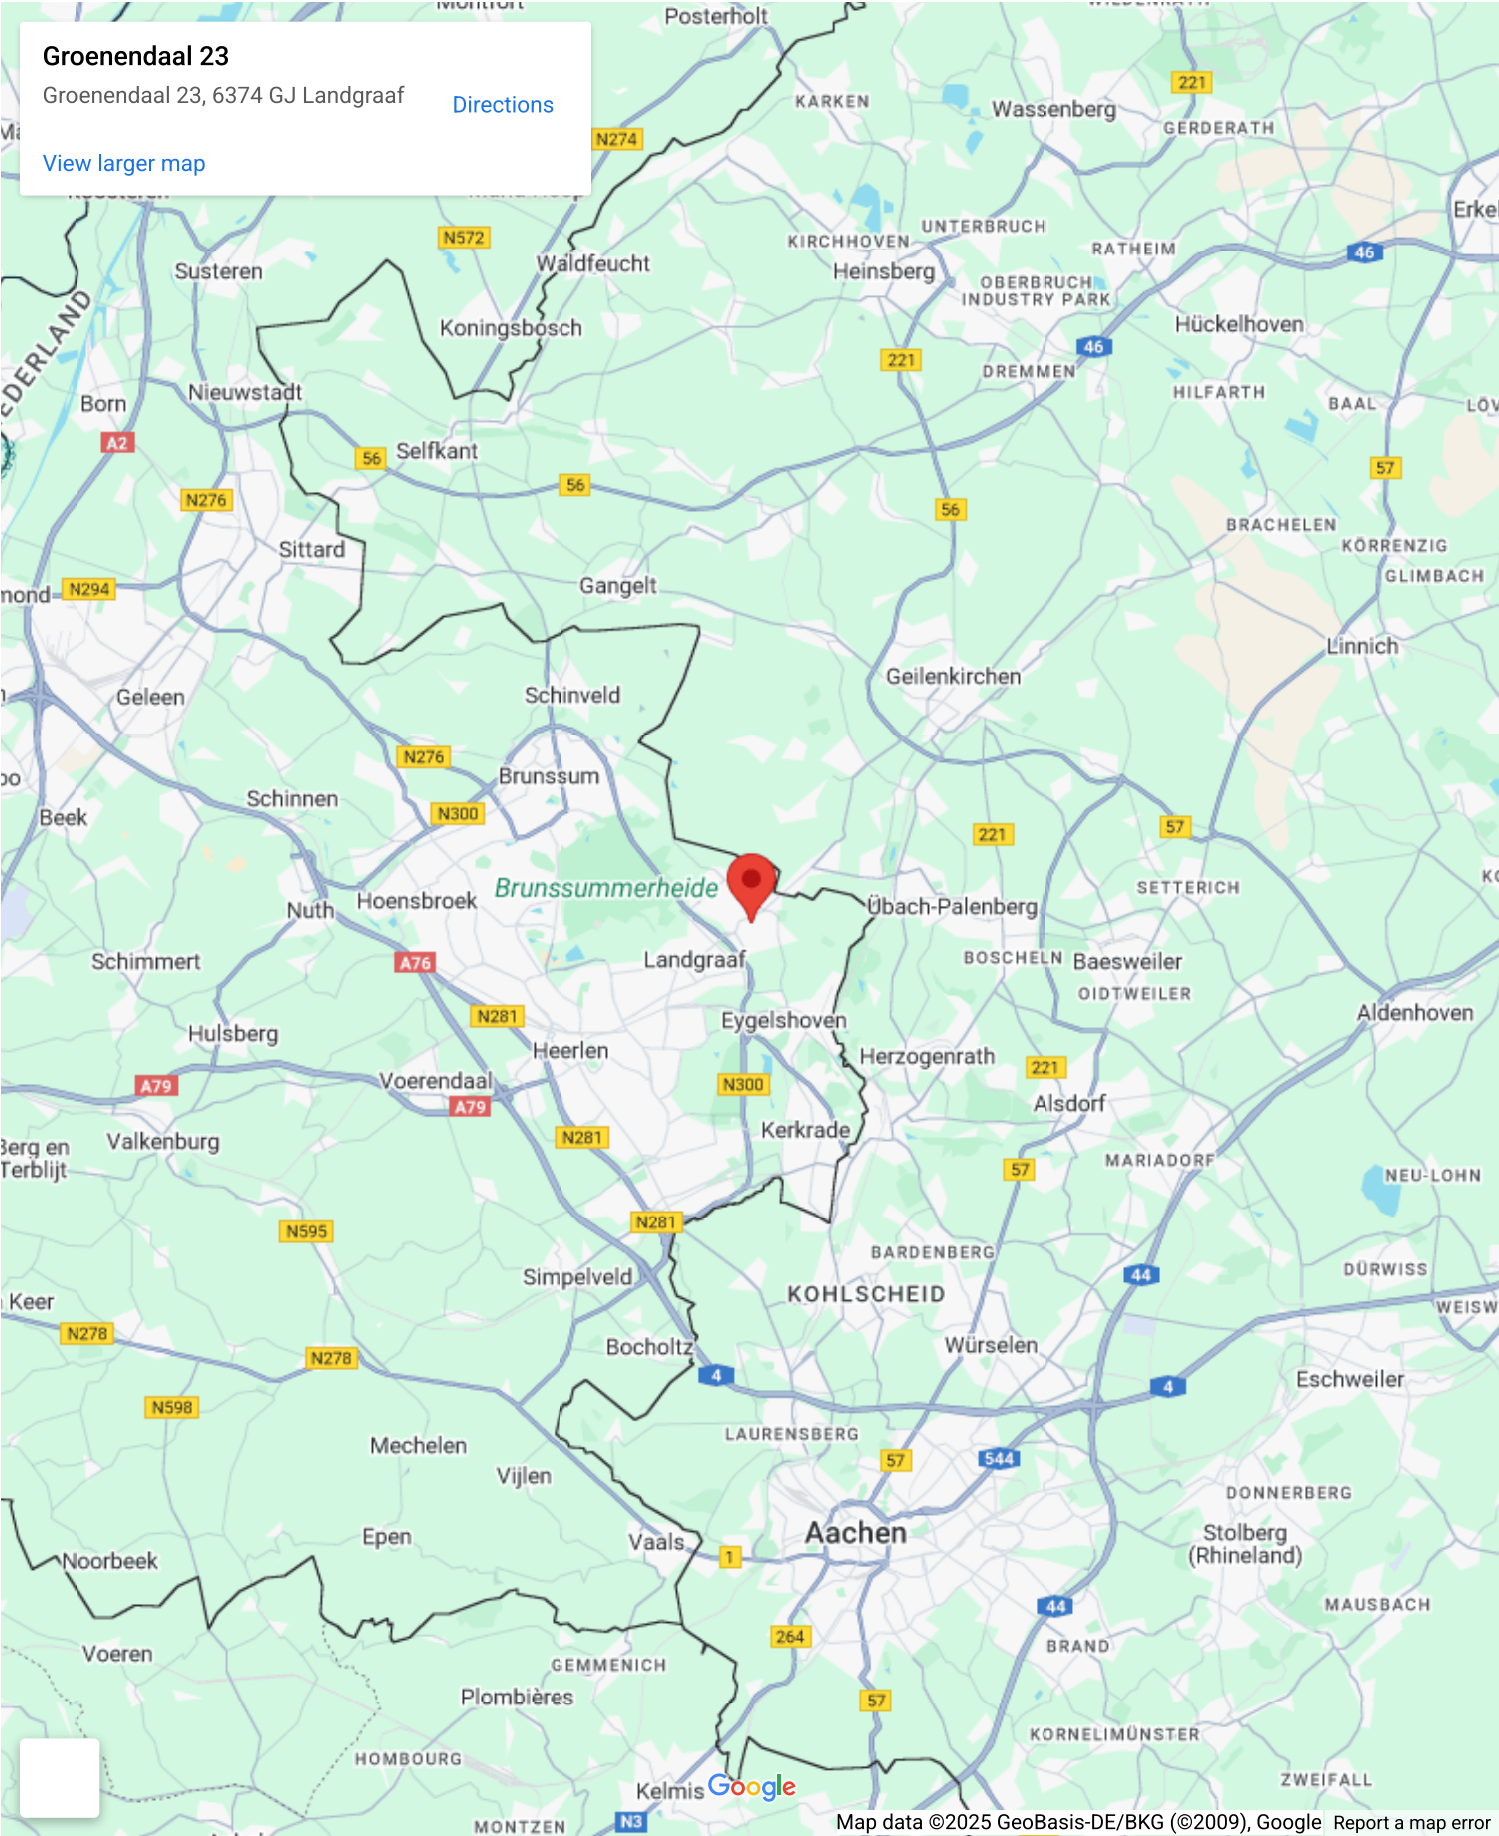 Groenendaal 23
Groenendaal 23, 6374 GJ Landgraaf
Directions
View larger map
Posterholt
KARKEN
Wassenberg
221
GERDERATH
N274
N572
Waldfeucht
KIRCHHOVEN
UNTERBRUCH
Heinsberg
RATHEIM
46
OBERBRUCH
INDUSTRY PARK
Susteren
Koningsbosch
Hückelhoven
46
221
DREMMEN
HILFARTH
BAAL
Nieuwstadt
Born
A2
56
Selfkant
56
57
N276
56
BRACHELEN
KÖRRENZIG
Sittard
GLIMBACH
N294
Gangelt
Linnich
Geilenkirchen
Geleen
Schinveld
N276
Brunssum
Schinnen
N300
Beek
221
57
Brunssummerheide
SETTERICH
Hoensbroek
Übach-Palenberg
Nuth
Landgraaf
BOSCHELN
Baesweiler
Schimmert
A76
OIDTWEILER
N281
Eygelshoven
Aldenhoven
Hulsberg
Heerlen
Herzogenrath
221
Voerendaal
A79
N300
A79
Alsdorf
Valkenburg
N281
Kerkrade
57
MARIADORF
Terblijt
NEU-LOHN
N281
N595
BARDENBERG
Simpelveld
44
DÜRWISS
KOHLSCHEID
Keer
N278
Bocholtz
Würselen
N278
4
4
Eschweiler
N598
LAURENSBERG
Mechelen
57
544
Vijlen
DONNERBERG
Aachen
Stolberg
(Rhineland)
Epen
Vaals
1
Noorbeek
44
MAUSBACH
264
BRAND
Voeren
GEMMENICH
Plombières
57
KORNELIMÜNSTER
HOMBOURG
ZWEIFALL
Kelmis
Google
MONTZEN
N3
Map data ©2025 GeoBasis-DE/BKG (©2009), Google
Report a map error